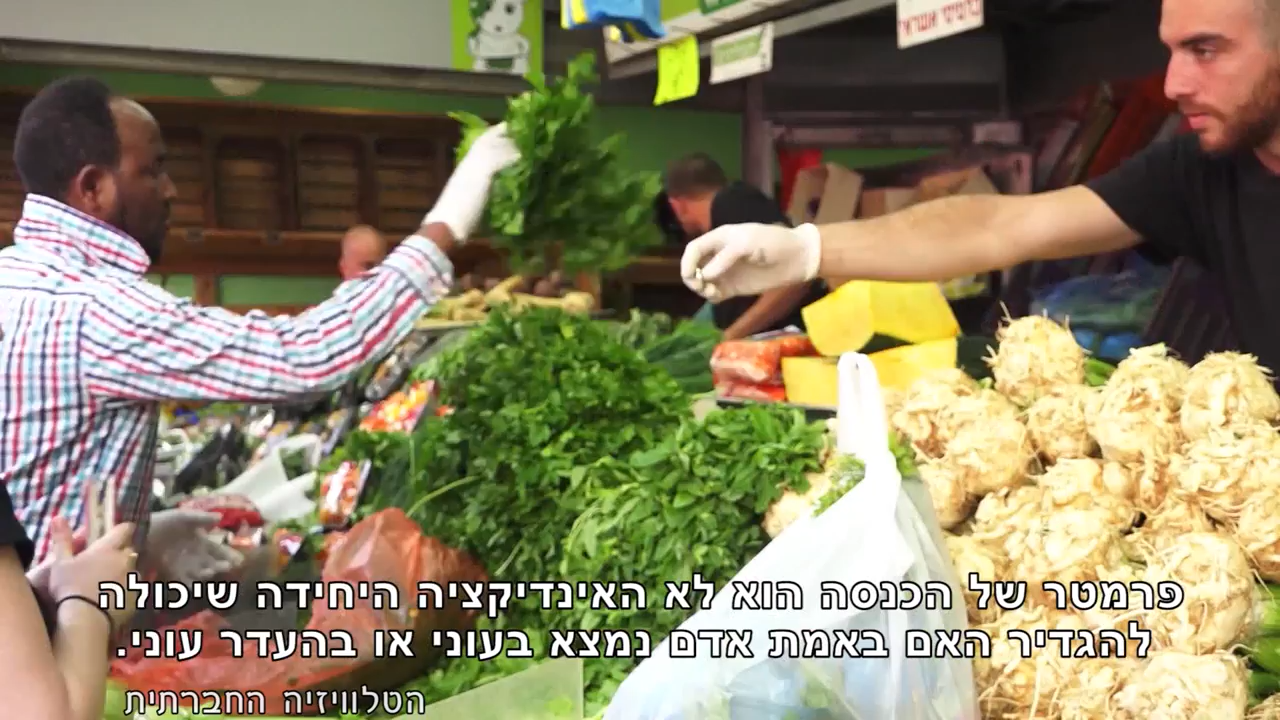 פרמטר של הכנסה הוא לא האינדיקציה היחידה שיכולה
להגדיר האם באמת אדם נמצא בעוני או בהעדר עוני.
הטלוויזיה החברתית